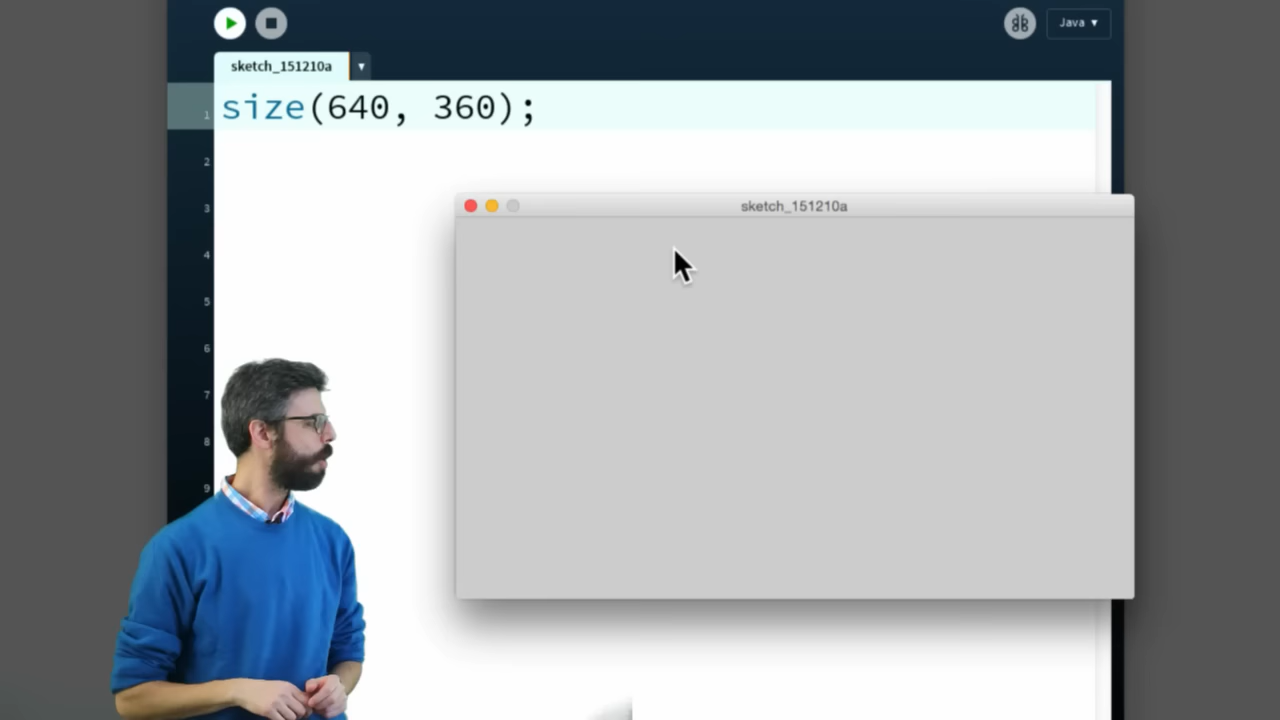 Java ▾
sketch_151210a ▾
1
size(640, 360);
2
3
sketch_151210a
4
5
6
7
8
9